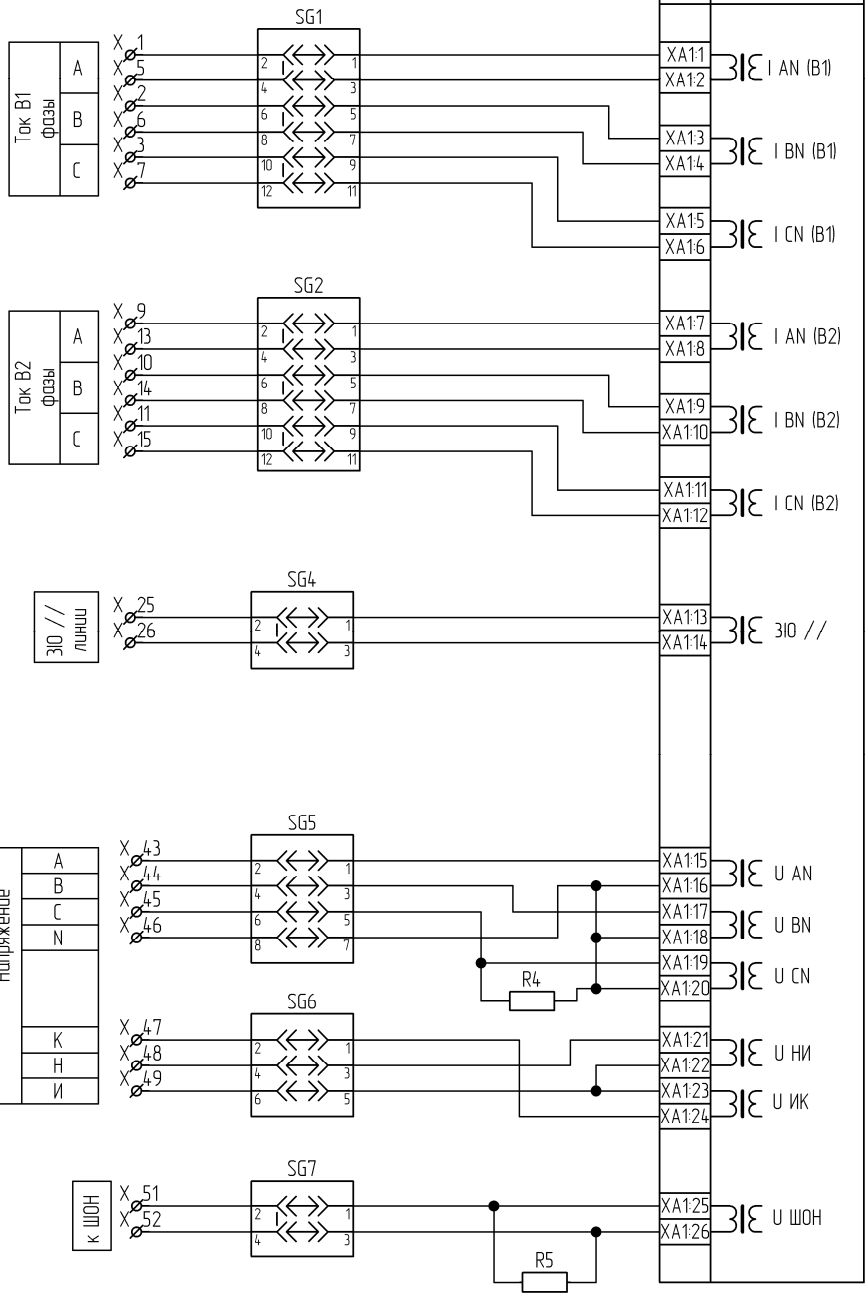 SG1
Ток В1
фазы
A
B
C
X 1
X 5
X 2
X 6
X 3
X 7
2 1
4 3
6 5
8 7
10 9
12 11
XA1:1
XA1:2
I AN (B1)
XA1:3
XA1:4
I BN (B1)
XA1:5
XA1:6
I CN (B1)
SG2
Ток В2
фазы
A
B
C
X 9
X 13
X 10
X 14
X 11
X 15
2 1
4 3
6 5
8 7
10 9
12 11
XA1:7
XA1:8
I AN (B2)
XA1:9
XA1:10
I BN (B2)
XA1:11
XA1:12
I CN (B2)
SG4
3I0 //
линии
X 25
X 26
2 1
4 3
XA1:13
XA1:14
3I0 //
SG5
Напряжение
A
B
C
N
X 43
X 44
X 45
X 46
2 1
4 3
6 5
8 7
XA1:15
XA1:16
U AN
XA1:17
XA1:18
U BN
XA1:19
XA1:20
U CN
R4
SG6
К
Н
И
X 47
X 48
X 49
2 1
4 3
6 5
XA1:21
XA1:22
U НИ
XA1:23
XA1:24
U ИК
SG7
к ШОН
X 51
X 52
2 1
4 3
XA1:25
XA1:26
U ШОН
R5